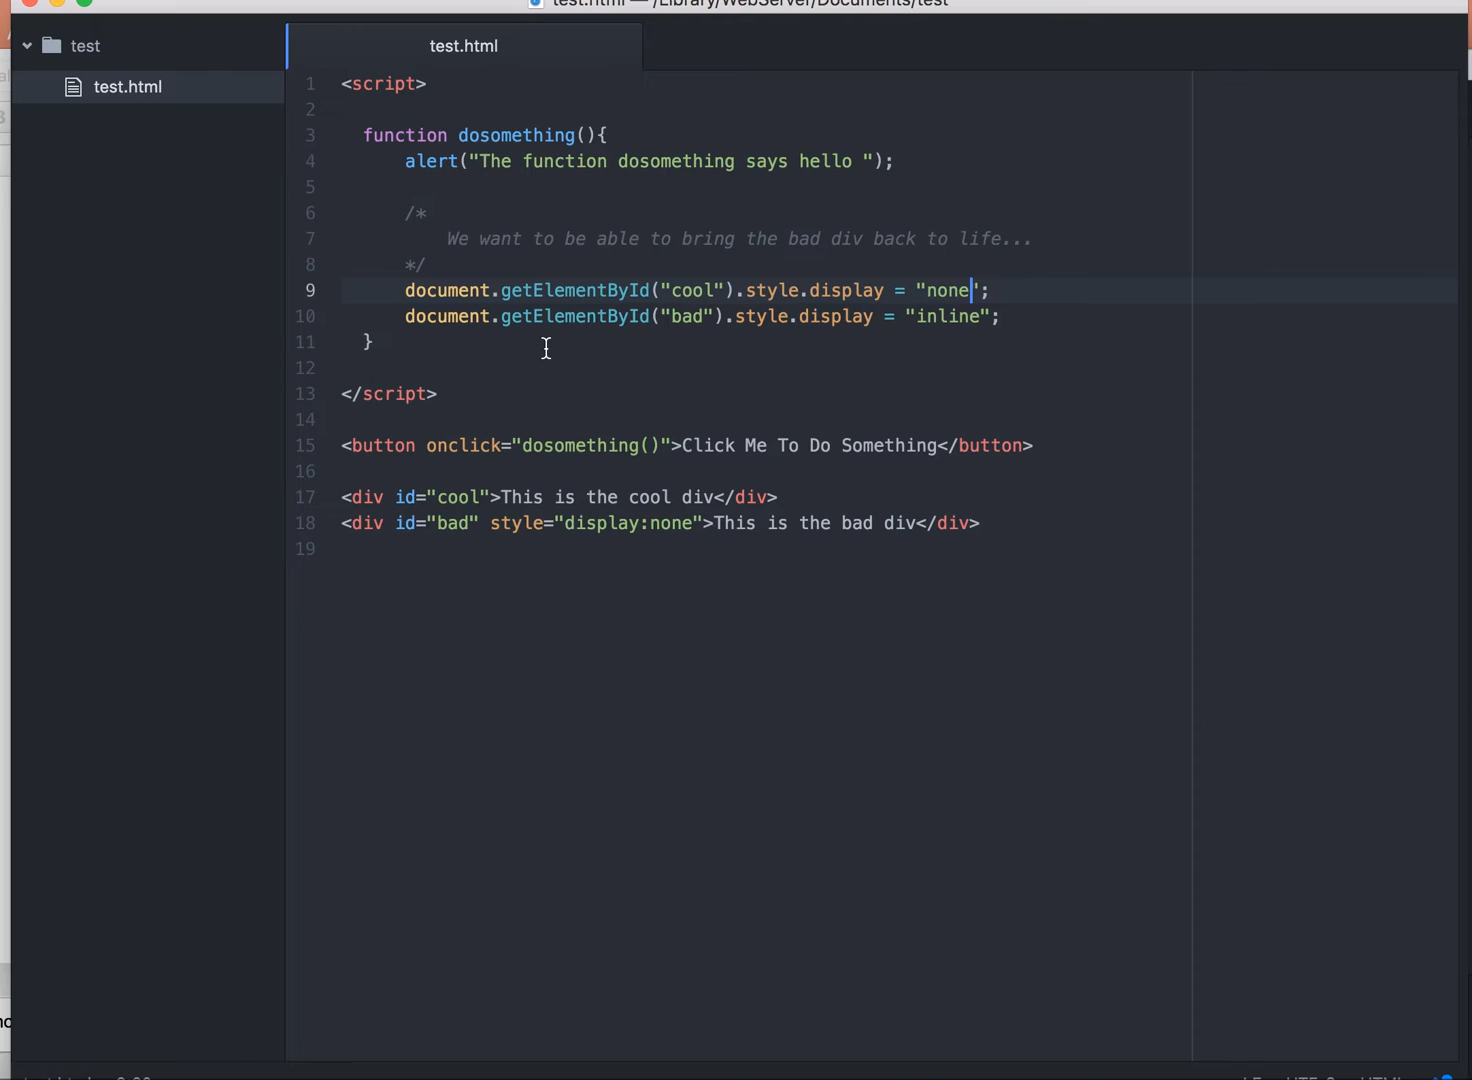 test.html — /Library/WebServer/Documents/test
test
test.html
test.html
1 <script>
2
3 function dosomething(){
4 alert("The function dosomething says hello ");
5
6 /*
7 We want to be able to bring the bad div back to life...
8 */
9 document.getElementById("cool").style.display = "none";
10 document.getElementById("bad").style.display = "inline";
11 }
12
13 </script>
14
15 <button onclick="dosomething()">Click Me To Do Something</button>
16
17 <div id="cool">This is the cool div</div>
18 <div id="bad" style="display:none">This is the bad div</div>
19